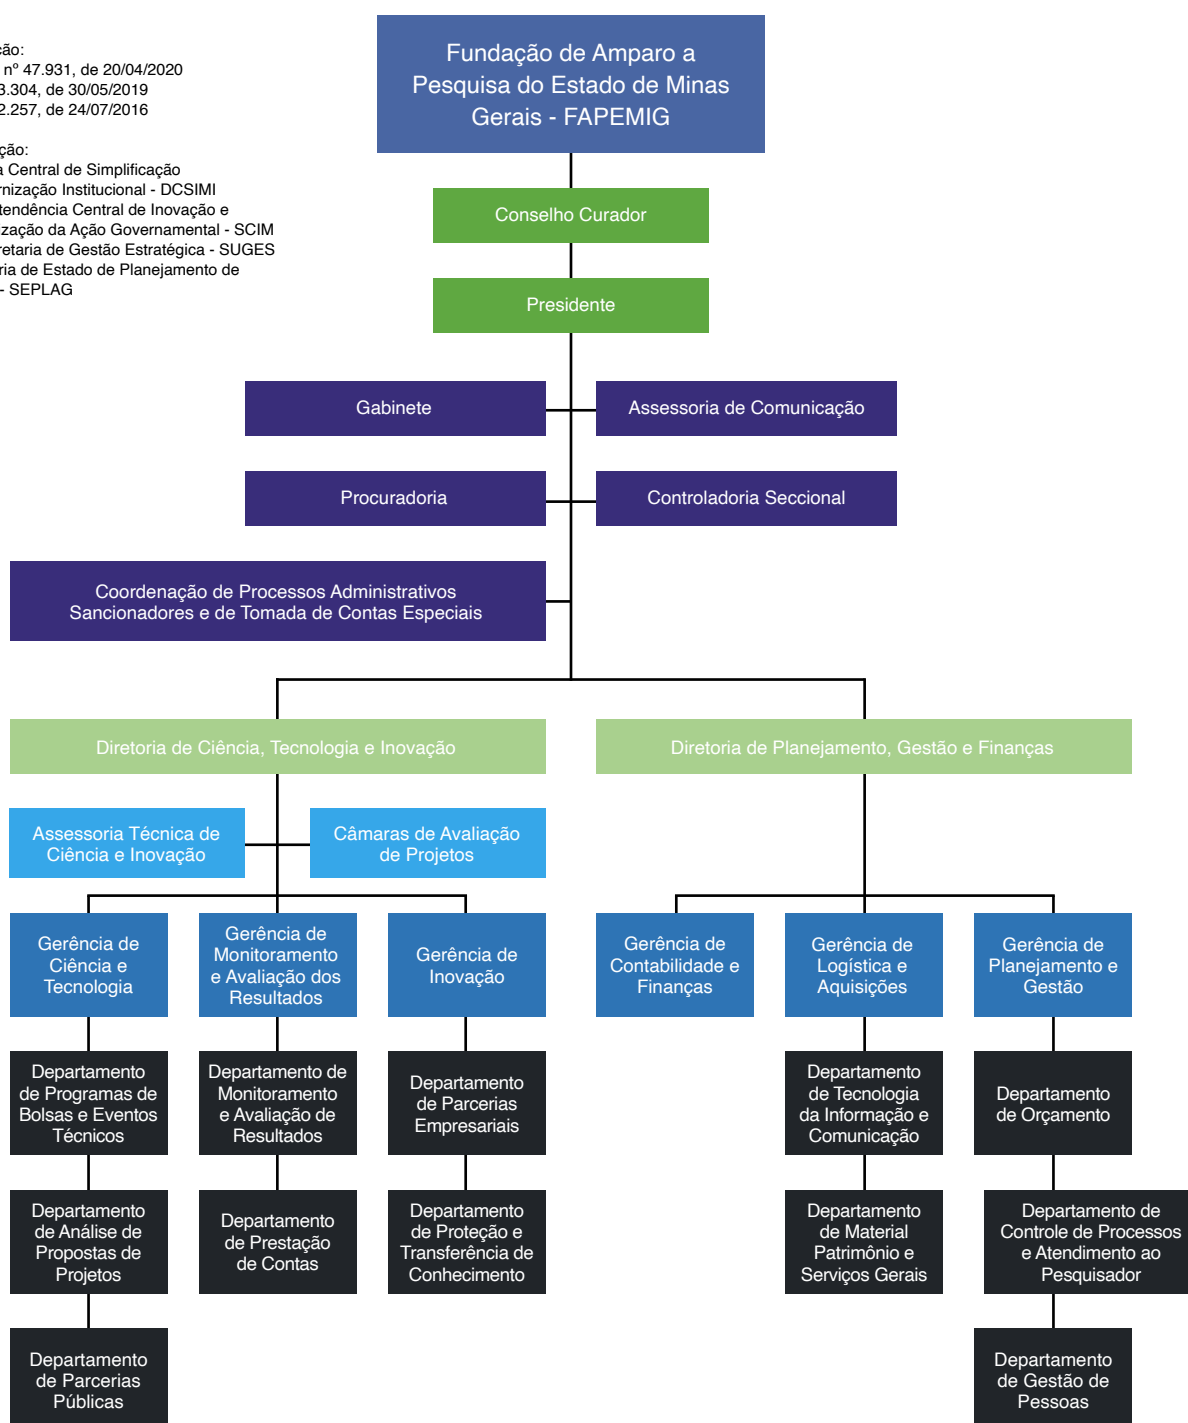 ção:
nº 47.931, de 20/04/2020
3.304, de 30/05/2019
2.257, de 24/07/2016
ção:
a Central de Simplificação
rnização Institucional - DCSIMI
tendência Central de Inovação e
ização da Ação Governamental - SCIM
retaria de Gestão Estratégica - SUGES
ria de Estado de Planejamento de
- SEPLAG
Fundação de Amparo a
Pesquisa do Estado de Minas
Gerais - FAPEMIG
Conselho Curador
Presidente
Gabinete
Assessoria de Comunicação
Procuradoria
Controladoria Seccional
Coordenação de Processos Administrativos
Sancionadores e de Tomada de Contas Especiais
Diretoria de Ciência, Tecnologia e Inovação
Diretoria de Planejamento, Gestão e Finanças
Assessoria Técnica de
Ciência e Inovação
Câmaras de Avaliação
de Projetos
Gerência de
Ciência e
Tecnologia
Gerência de
Monitoramento
e Avaliação dos
Resultados
Gerência de
Inovação
Gerência de
Contabilidade e
Finanças
Gerência de
Logística e
Aquisições
Gerência de
Planejamento e
Gestão
Departamento
de Programas de
Bolsas e Eventos
Técnicos
Departamento de
Monitoramento
e Avaliação de
Resultados
Departamento
de Parcerias
Empresariais
Departamento
de Tecnologia
da Informação e
Comunicação
Departamento
de Orçamento
Departamento
de Análise de
Propostas de
Projetos
Departamento
de Prestação
de Contas
Departamento
de Proteção e
Transferência de
Conhecimento
Departamento
de Material
Patrimônio e
Serviços Gerais
Departamento de
Controle de Processos
e Atendimento ao
Pesquisador
Departamento
de Parcerias
Públicas
Departamento
de Gestão de
Pessoas